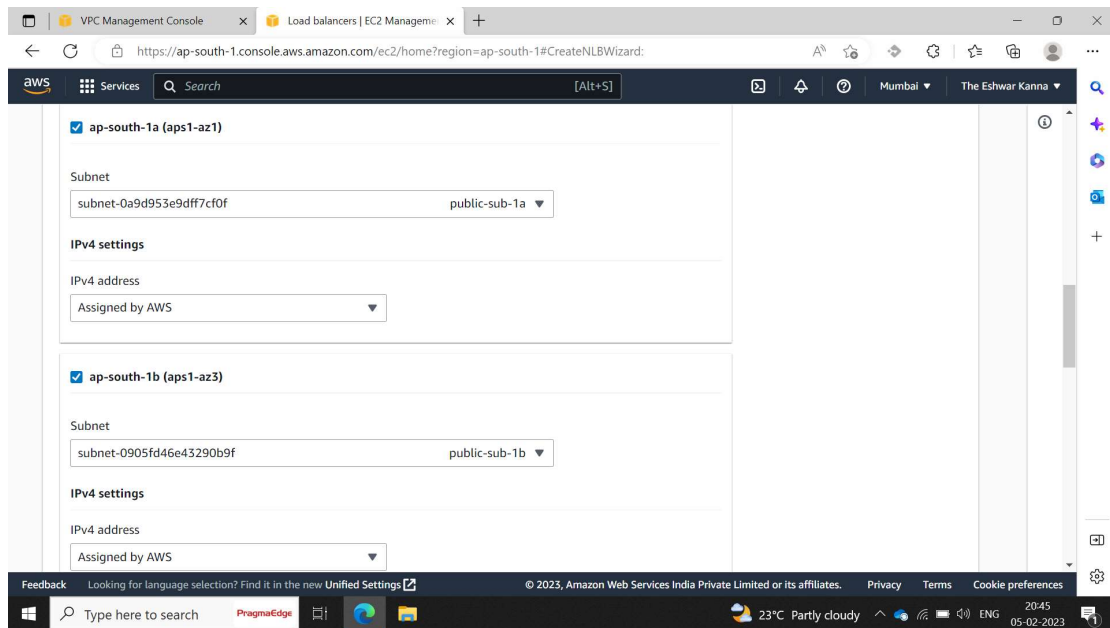 VPC Management Console
Load balancers | EC2 Manageme
https://ap-south-1.console.aws.amazon.com/ec2/home?region=ap-south-1#CreateNLBWizard:
aws Services Search [Alt+S] Mumbai The Eshwar Kanna
ap-south-1a (aps1-az1)
Subnet
subnet-0a9d953e9dff7cf0f public-sub-1a
IPv4 settings
IPv4 address
Assigned by AWS
ap-south-1b (aps1-az3)
Subnet
subnet-0905fd46e43290b9f public-sub-1b
IPv4 settings
IPv4 address
Assigned by AWS
Feedback Looking for language selection? Find it in the new Unified Settings © 2023, Amazon Web Services India Private Limited or its affiliates. Privacy Terms Cookie preferences
Type here to search PragmaEdge 23°C Partly cloudy ENG 20:45
05-02-2023